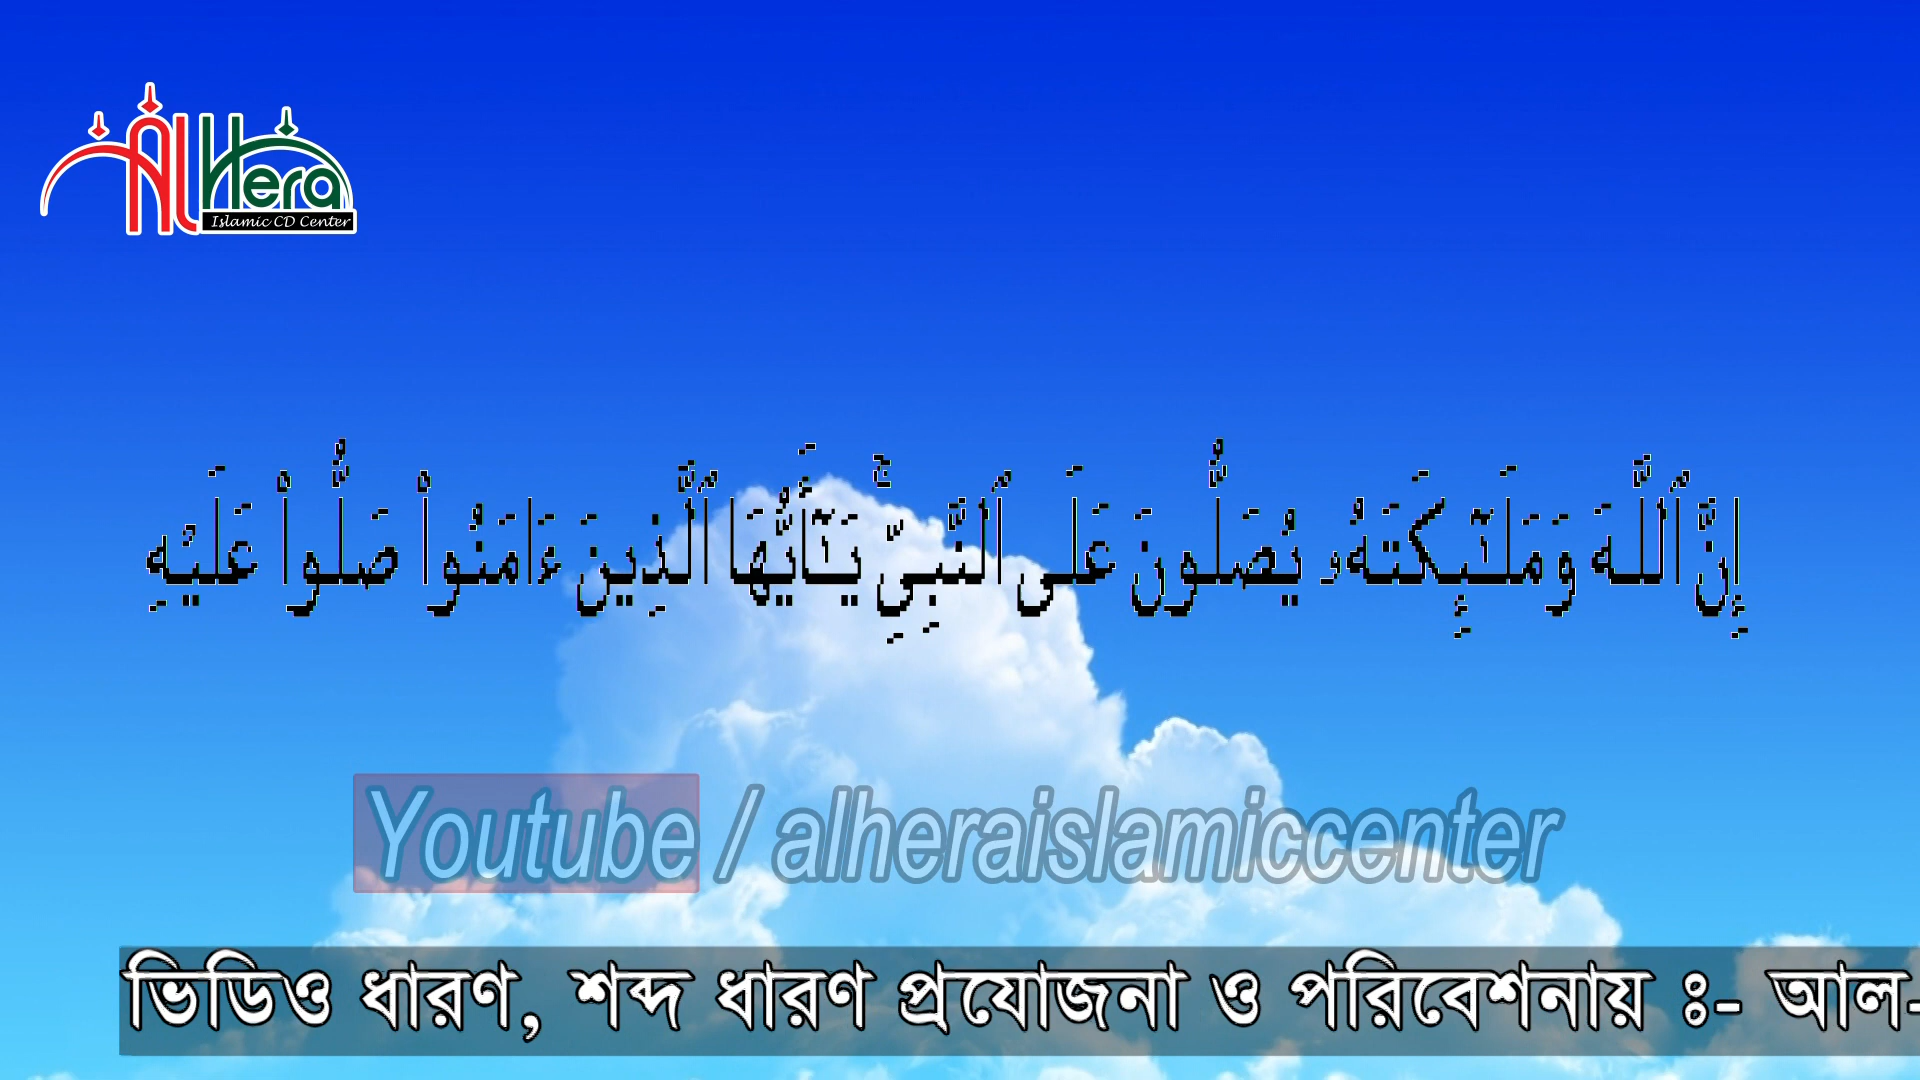 AlHera
Islamic CD Center
إِنَّ ٱللَّهَ وَمَلَـٰٓئِكَتَهُۥ يُصَلُّونَ عَلَى ٱلنَّبِىِّ ۚ يَـٰٓأَيُّهَا ٱلَّذِينَ ءَامَنُوا۟ صَلُّوا۟ عَلَيْهِ
Youtube / alheraislamiccenter
ভিডিও ধারণ, শব্দ ধারণ প্রযোজনা ও পরিবেশনায় ঃ- আল-